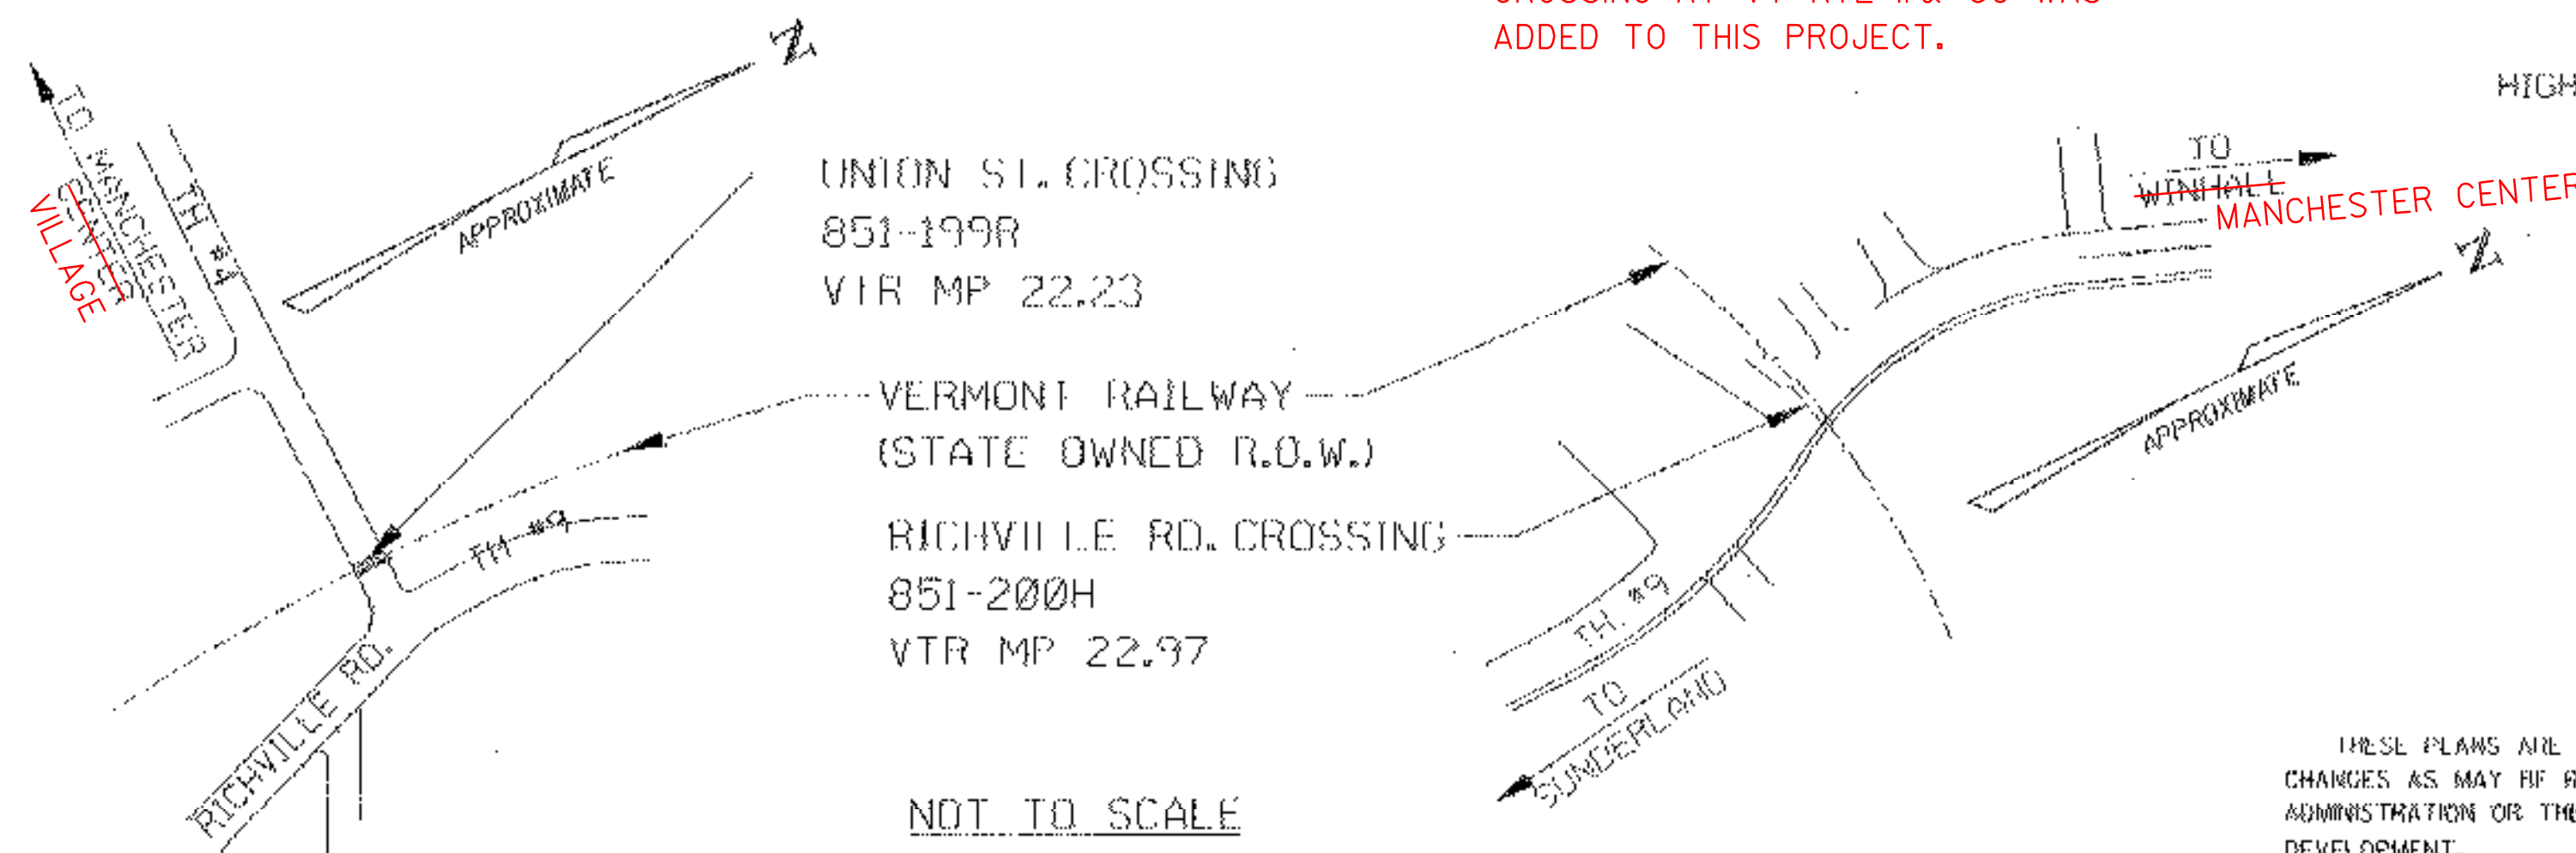 ADDED TO THIS PROJECT.
HIGH
TO MANCHESTER
CENTER
VILLAGE
TH #4
N
APPROXIMATE
UNION ST. CROSSING
851-199R
VTR MP 22.23
VERMONT RAILWAY
(STATE OWNED R.O.W.)
RICHVILLE RD. CROSSING
851-200H
VTR MP 22.97
TH #9
RICHVILLE RD.
NOT TO SCALE
TO
WINHALL
MANCHESTER CENTER
N
APPROXIMATE
TH. #9
TO
SUNDERLAND
THESE PLANS ARE
CHANGES AS MAY BE
ADMINISTRATION OR THE
DEVELOPMENT.